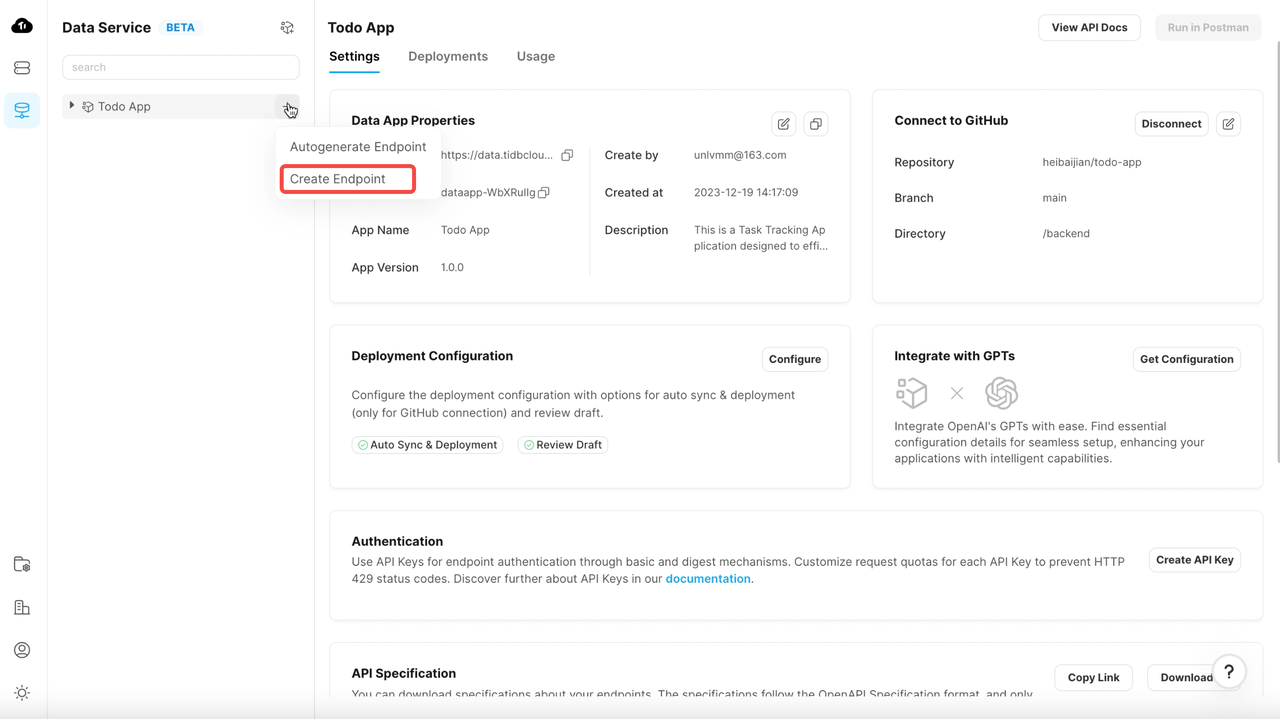 Data Service BETA
search
Todo App
Autogenerate Endpoint
Create Endpoint
Todo App
View API Docs
Run in Postman
Settings
Deployments
Usage
Data App Properties
https://data.tidbclou...
dataapp-WbXRullg
App Name Todo App
App Version 1.0.0
Create by unlvmm@163.com
Created at 2023-12-19 14:17:09
Description This is a Task Tracking Ap
plication designed to effi...
Connect to GitHub
Disconnect
Repository heibaijian/todo-app
Branch main
Directory /backend
Deployment Configuration
Configure
Configure the deployment configuration with options for auto sync & deployment
(only for GitHub connection) and review draft.
Auto Sync & Deployment
Review Draft
Integrate with GPTs
Get Configuration
Integrate OpenAI's GPTs with ease. Find essential
configuration details for seamless setup, enhancing your
applications with intelligent capabilities.
Authentication
Use API Keys for endpoint authentication through basic and digest mechanisms. Customize request quotas for each API Key to prevent HTTP
429 status codes. Discover further about API Keys in our documentation.
Create API Key
API Specification
You can download specifications about your endpoints. The specifications follow the OpenAPI Specification format, and only
Copy Link
Download
?